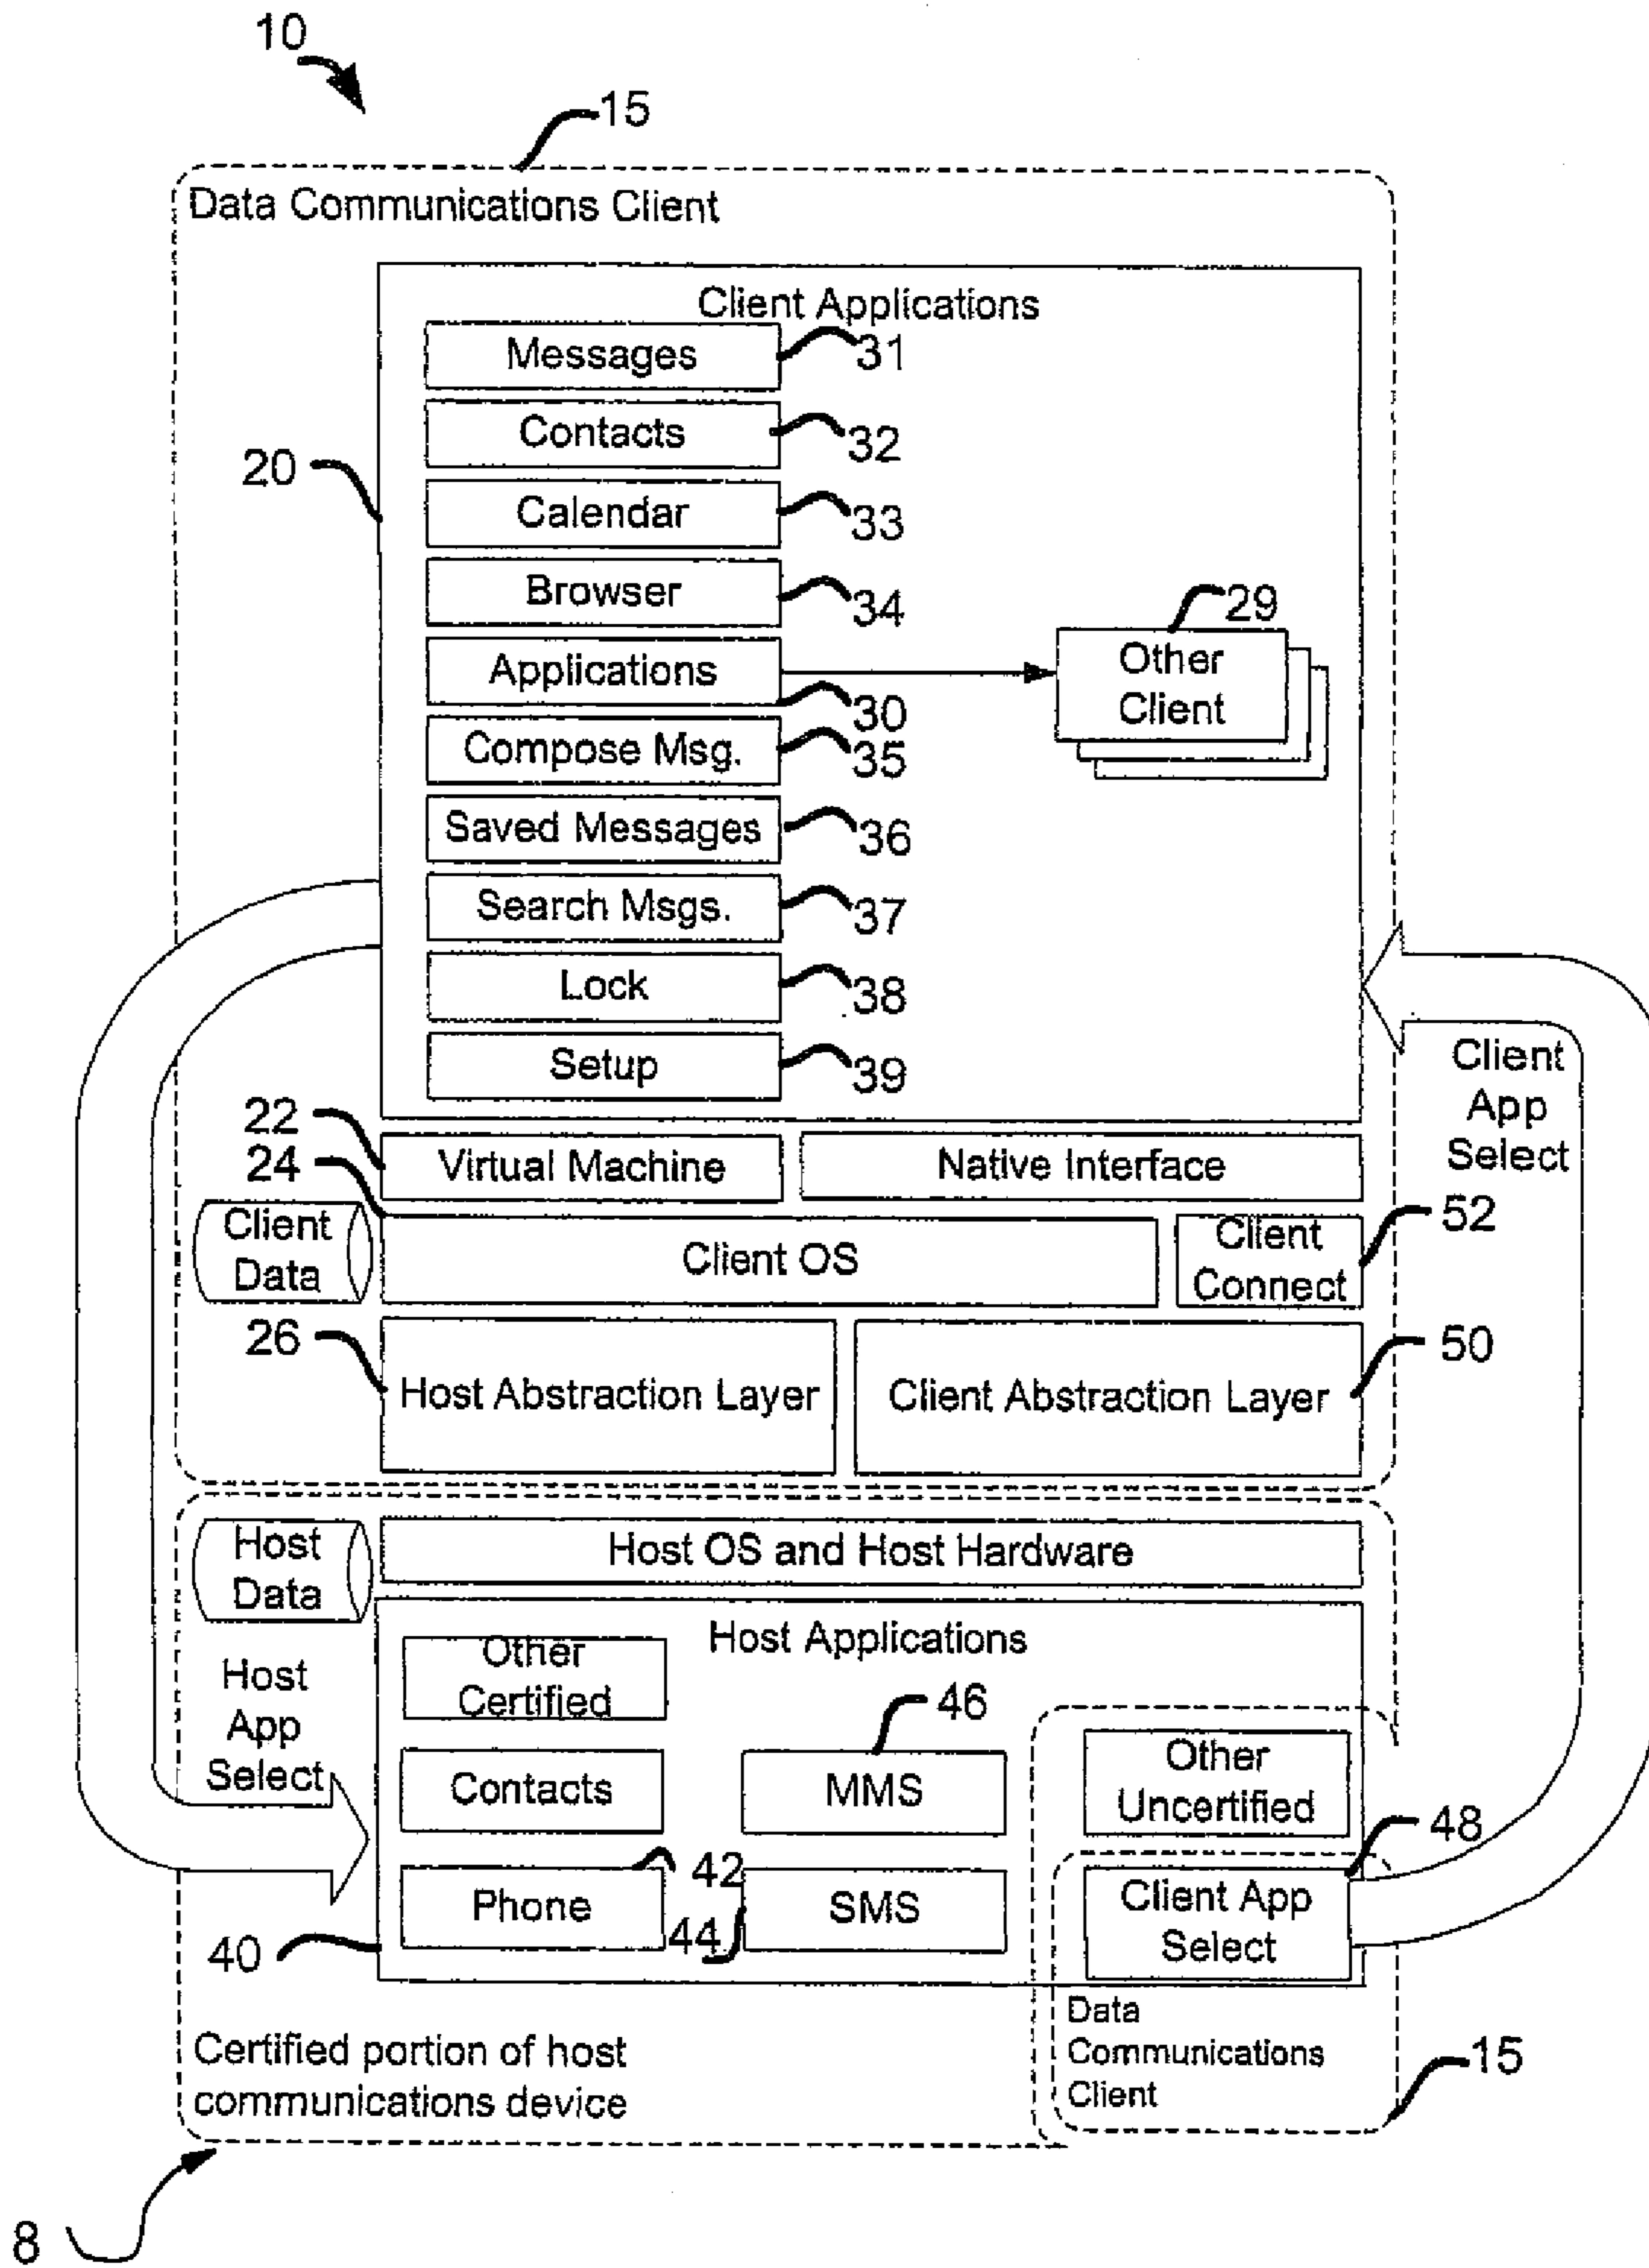 10
15
Data Communications Client
Client Applications
Messages
31
Contacts
32
20
Calendar
33
Browser
34
29
Other
Client
Applications
30
Compose Msg.
35
Saved Messages
36
Search Msgs.
37
Lock
38
Setup
39
Client
App
Select
22
Virtual Machine
Native Interface
24
Client
Data
Client OS
Client
Connect
52
26
Host Abstraction Layer
Client Abstraction Layer
50
Host
Data
Host OS and Host Hardware
Host Applications
Other
Certified
Host
App
Select
46
Contacts
MMS
Other
Uncertified
48
42
Phone
44
SMS
Client App
Select
40
Data
Communications
Client
15
Certified portion of host
communications device
8